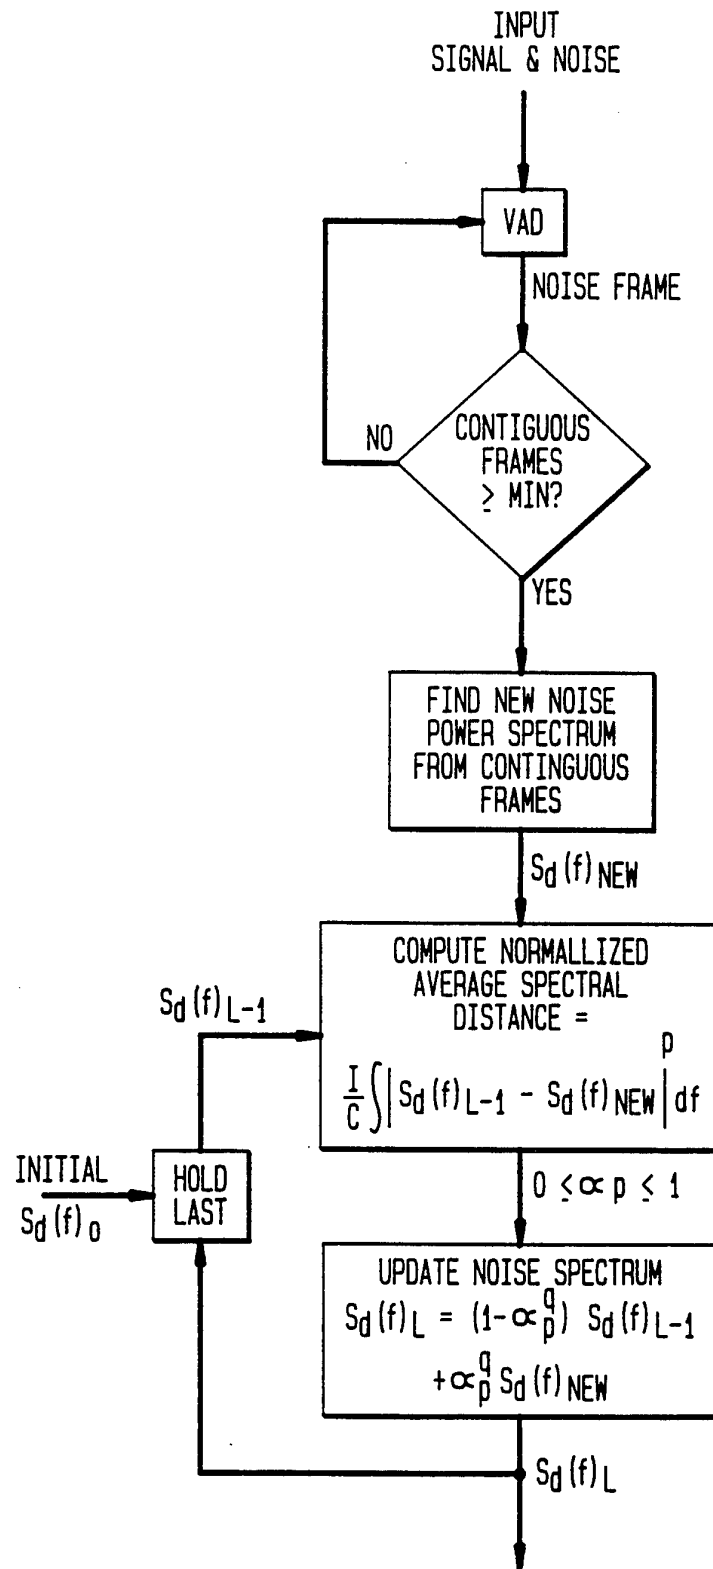 INPUT
SIGNAL & NOISE
VAD
NOISE FRAME
NO
CONTIGUOUS
FRAMES
≥ MIN?
YES
FIND NEW NOISE
POWER SPECTRUM
FROM CONTINGUOUS
FRAMES
Sd(f)NEW
COMPUTE NORMALLIZED
AVERAGE SPECTRAL
DISTANCE =
I/C ∫|Sd(f)L-1 - Sd(f)NEW|^p df
Sd(f)L-1
INITIAL
Sd(f)0
HOLD
LAST
0 ≤ ∝p ≤ 1
UPDATE NOISE SPECTRUM
Sd(f)L = (1-∝p^q) Sd(f)L-1
+∝p^q Sd(f)NEW
Sd(f)L